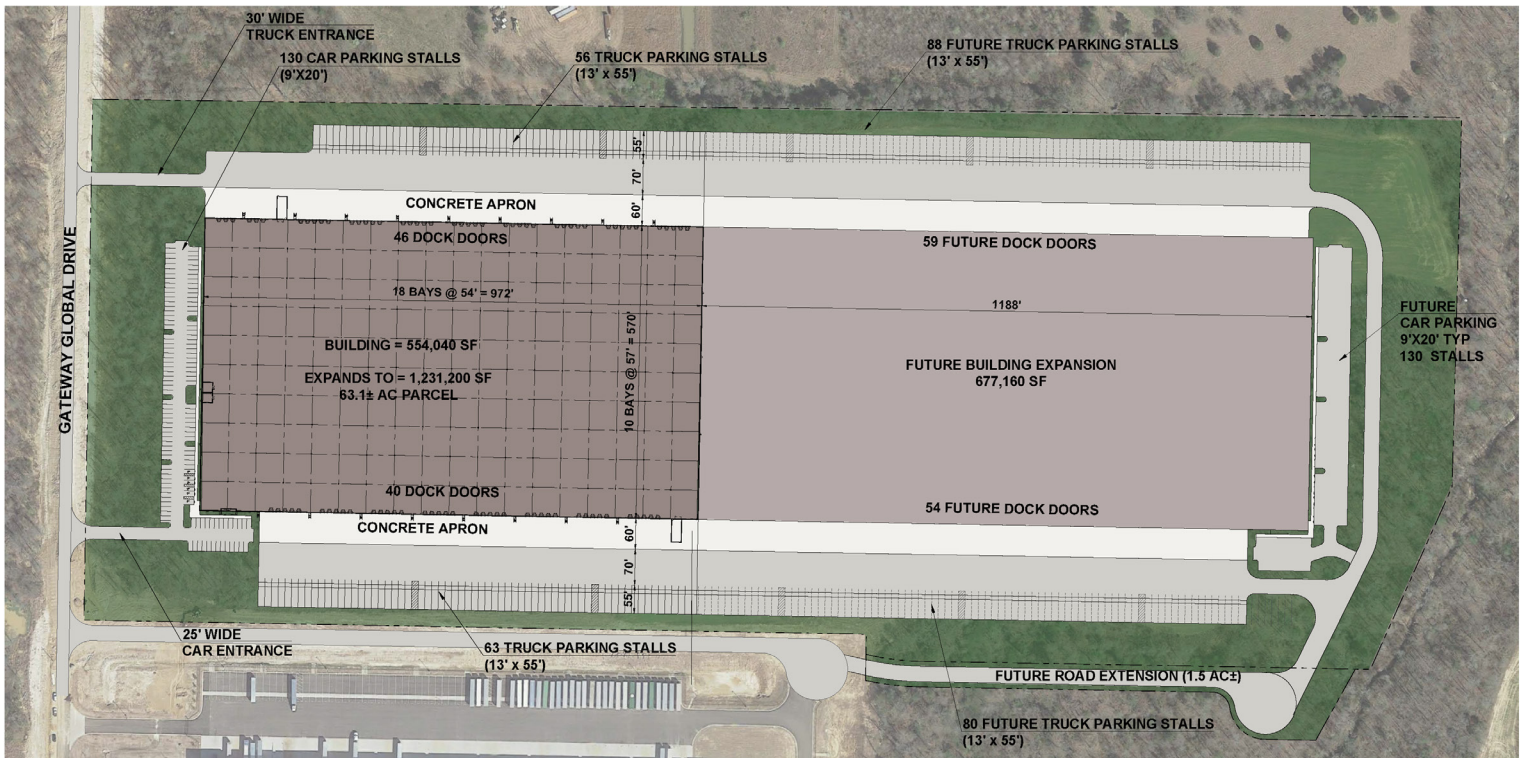 30' WIDE
TRUCK ENTRANCE
130 CAR PARKING STALLS
(9'X20')
56 TRUCK PARKING STALLS
(13' x 55')
88 FUTURE TRUCK PARKING STALLS
(13' x 55')
55'
70'
60'
CONCRETE APRON
46 DOCK DOORS
59 FUTURE DOCK DOORS
GATEWAY GLOBAL DRIVE
18 BAYS @ 54' = 972'
1188'
10 BAYS @ 57' = 570'
BUILDING = 554,040 SF
EXPANDS TO = 1,231,200 SF
63.1± AC PARCEL
FUTURE BUILDING EXPANSION
677,160 SF
FUTURE
CAR PARKING
9'X20' TYP
130 STALLS
40 DOCK DOORS
54 FUTURE DOCK DOORS
CONCRETE APRON
60'
70'
55'
25' WIDE
CAR ENTRANCE
63 TRUCK PARKING STALLS
(13' x 55')
FUTURE ROAD EXTENSION (1.5 AC±)
80 FUTURE TRUCK PARKING STALLS
(13' x 55')